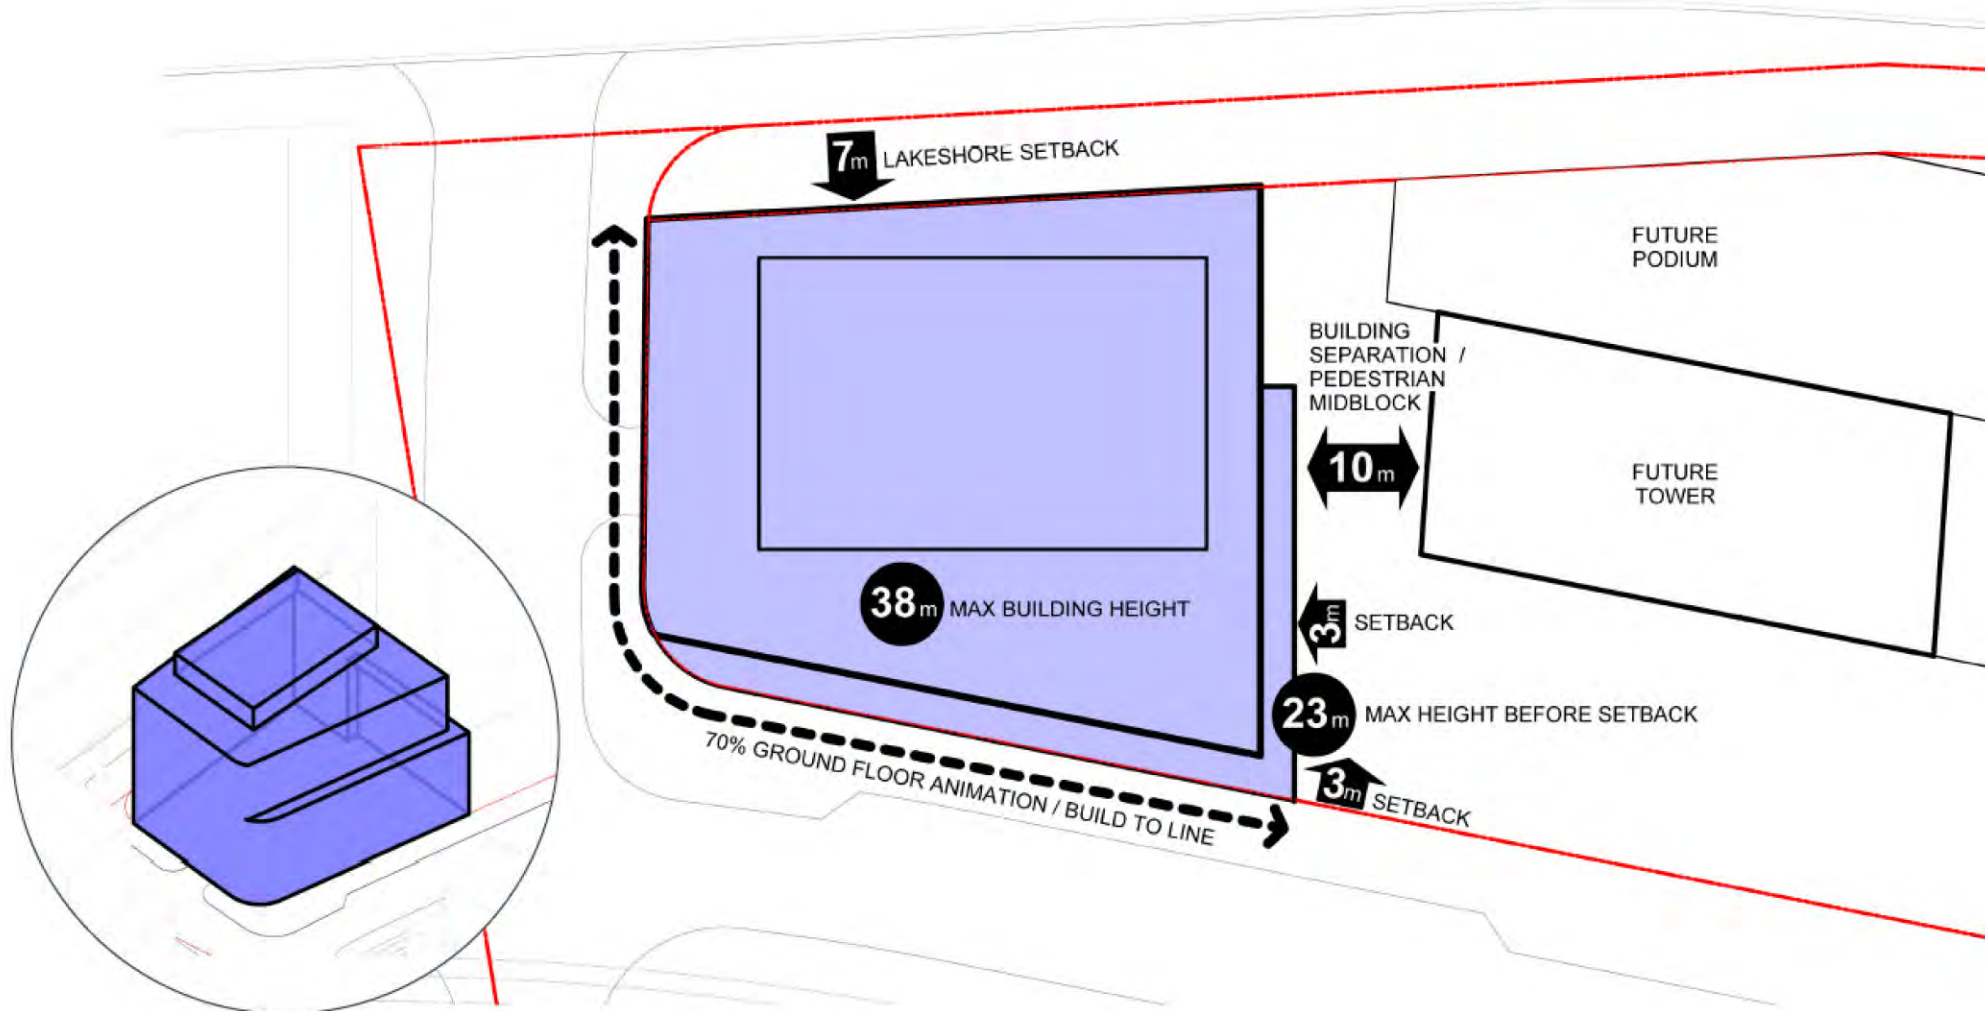 7m LAKESHORE SETBACK
FUTURE
PODIUM
BUILDING
SEPARATION /
PEDESTRIAN
MIDBLOCK
10m
FUTURE
TOWER
38m MAX BUILDING HEIGHT
3m SETBACK
23m MAX HEIGHT BEFORE SETBACK
3m SETBACK
70% GROUND FLOOR ANIMATION / BUILD TO LINE